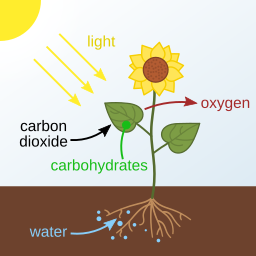 light
oxygen
carbon
dioxide
carbohydrates
water